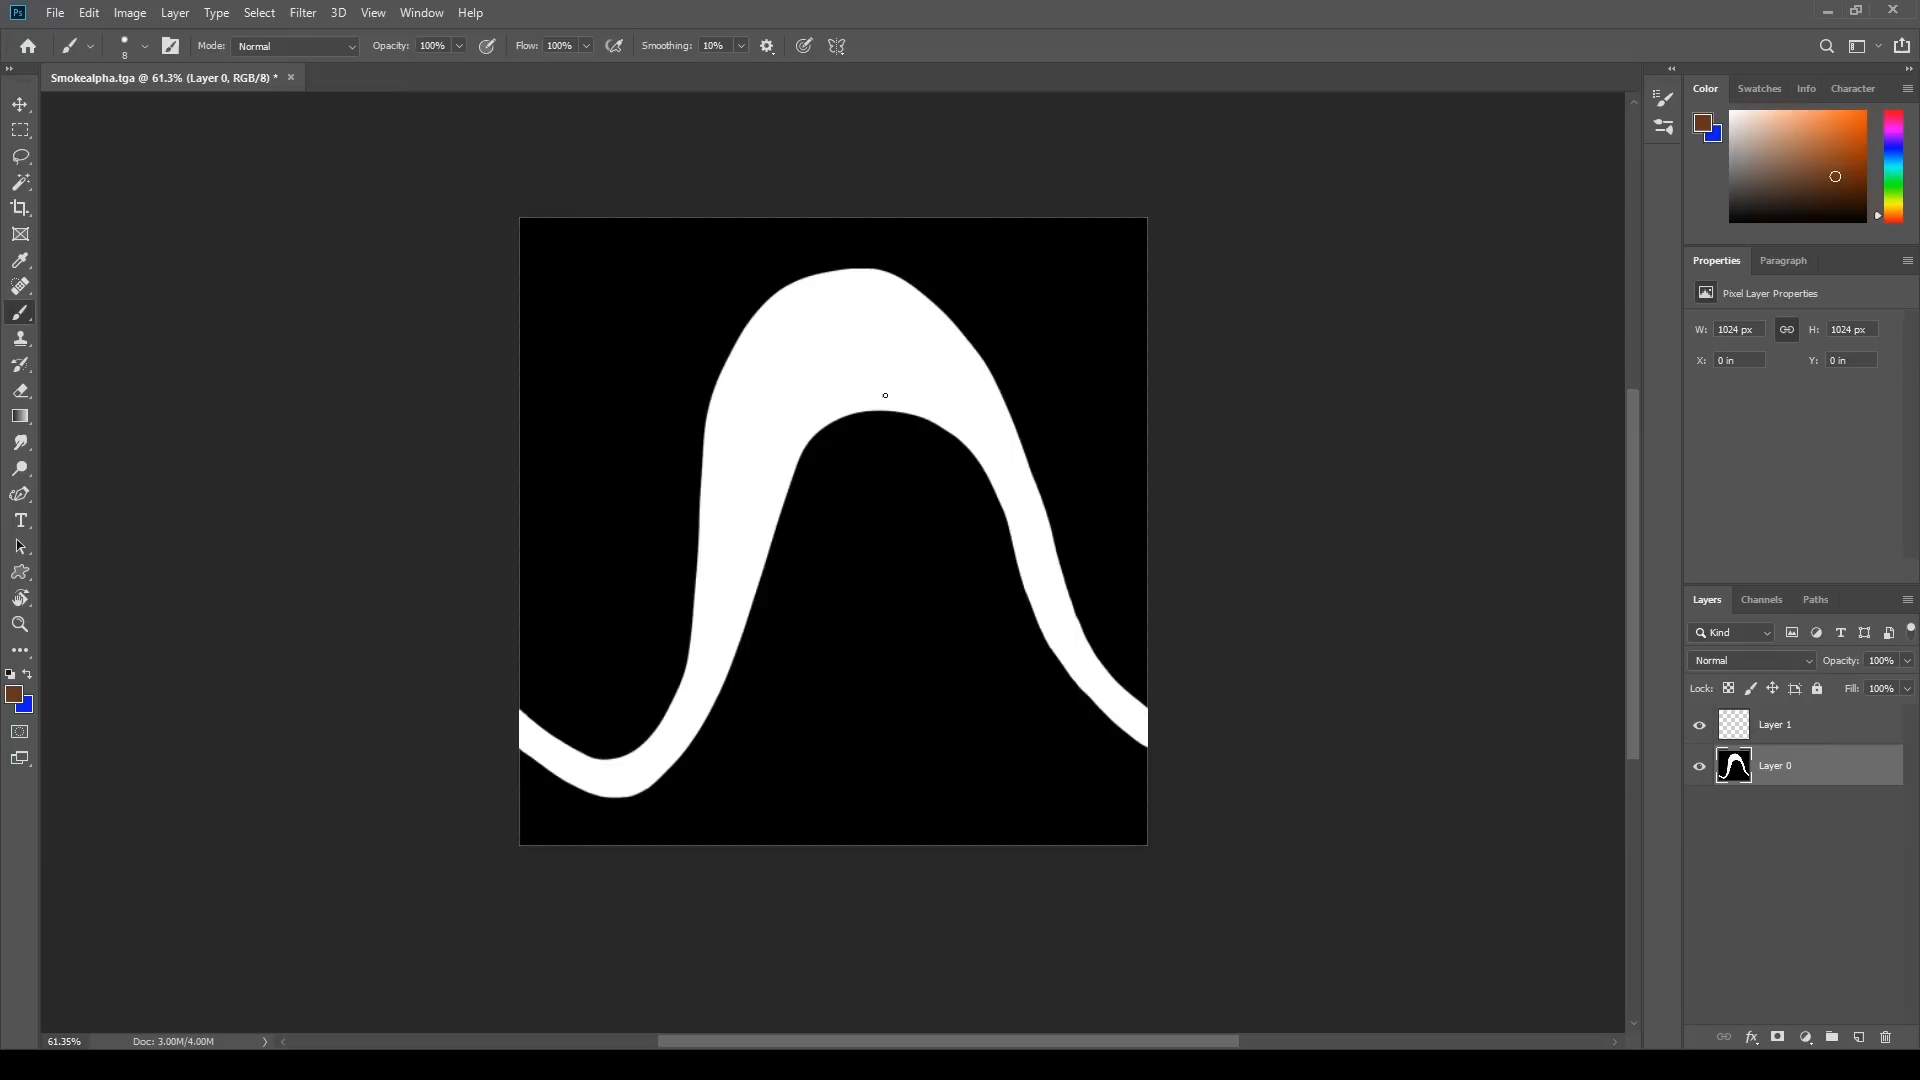 Ps File Edit Image Layer Type Select Filter 3D View Window Help
8 Mode: Normal Opacity: 100% Flow: 100% Smoothing: 10%
Smokealpha.tga @ 61.3% (Layer 0, RGB/8) * ×
Color Swatches Info Character
Properties Paragraph
Pixel Layer Properties
W: 1024 px H: 1024 px
X: 0 in Y: 0 in
Layers Channels Paths
Kind
Normal Opacity: 100%
Lock: Fill: 100%
Layer 1
Layer 0
61.35% Doc: 3.00M/4.00M